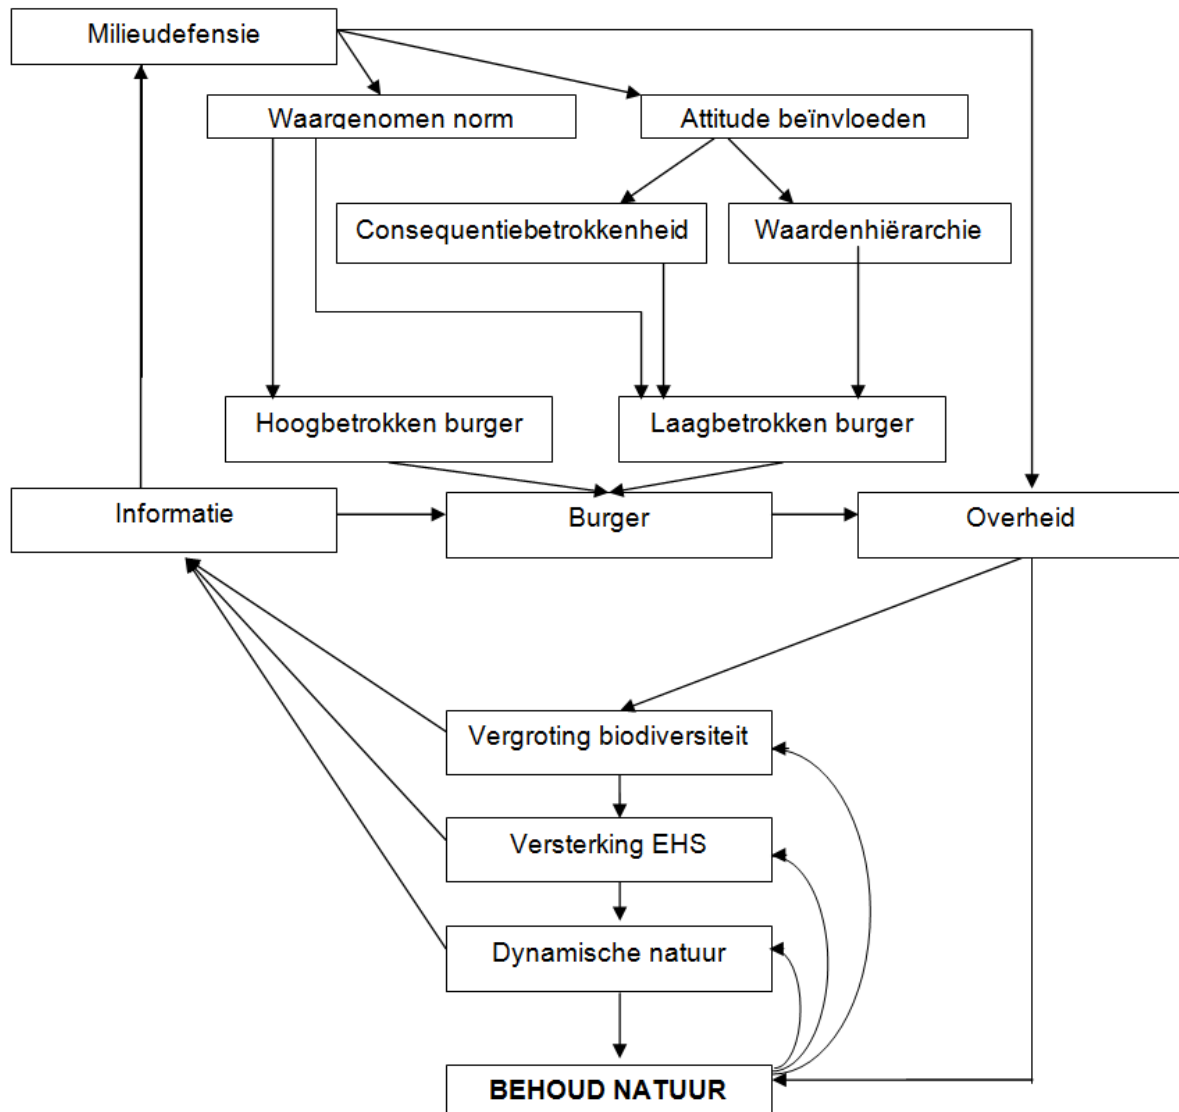 Milieudefensie
Waargenomen norm
Attitude beïnvloeden
Consequentiebetrokkenheid
Waardenhiërarchie
Hoogbetrokken burger
Laagbetrokken burger
Informatie
Burger
Overheid
Vergroting biodiversiteit
Versterking EHS
Dynamische natuur
BEHOUD NATUUR